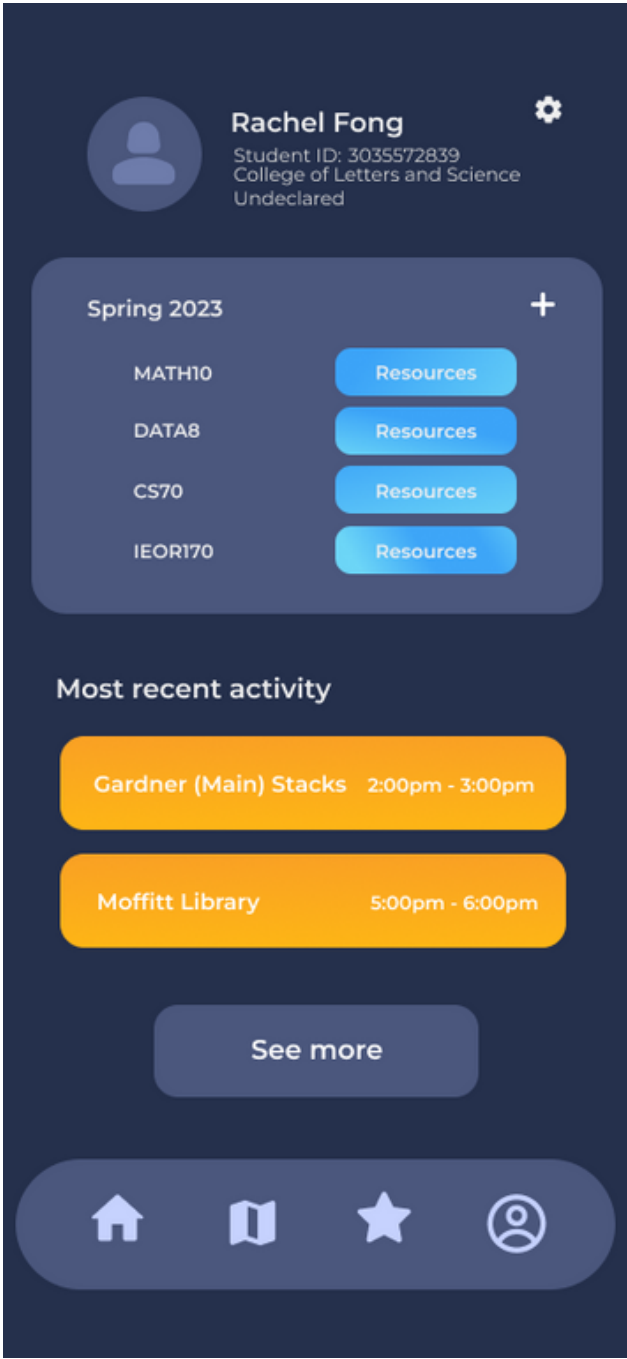 Rachel Fong
Student ID: 3035572839
College of Letters and Science
Undeclared
Spring 2023 +
MATH10 Resources
DATA8 Resources
CS70 Resources
IEOR170 Resources
Most recent activity
Gardner (Main) Stacks 2:00pm - 3:00pm
Moffitt Library 5:00pm - 6:00pm
See more